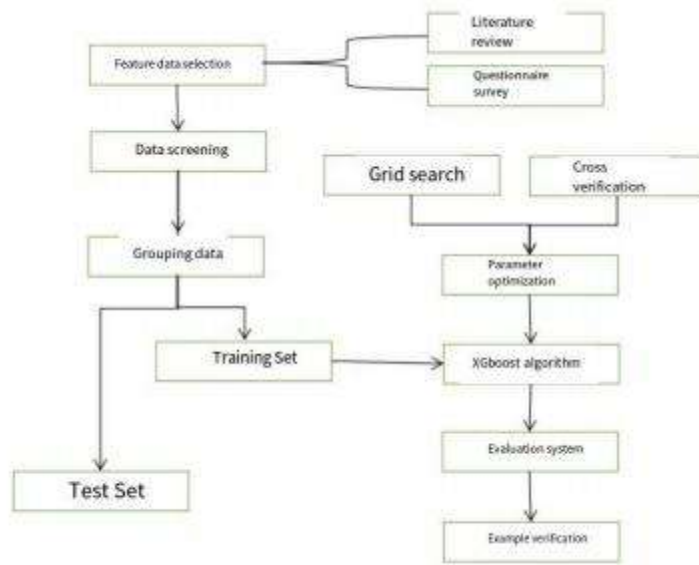 Literature
review
Feature data selection
Questionnaire
survey
Data screening
Grid search
Cross
verification
Grouping data
Parameter
optimization
Training Set
XGboost algorithm
Evaluation system
Test Set
Example verification